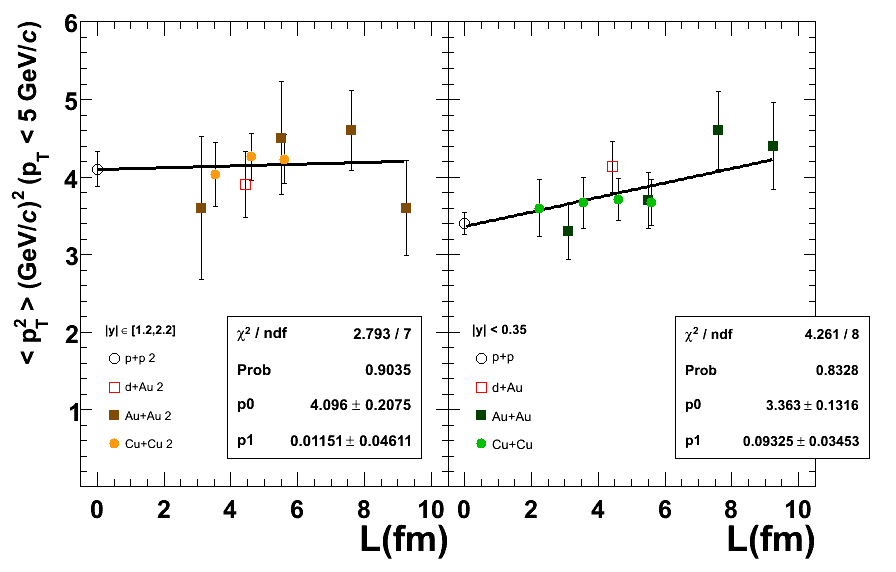 < p_T^2 > (GeV/c)^2 (p_T < 5 GeV/c)
6
5
4
3
2
1
|y| ∈ [1.2,2.2]
p+p 2
d+Au 2
Au+Au 2
Cu+Cu 2
χ² / ndf 2.793 / 7
Prob 0.9035
p0 4.096 ± 0.2075
p1 0.01151 ± 0.04611
0 2 4 6 8 10
L(fm)
|y| < 0.35
p+p
d+Au
Au+Au
Cu+Cu
χ² / ndf 4.261 / 8
Prob 0.8328
p0 3.363 ± 0.1316
p1 0.09325 ± 0.03453
0 2 4 6 8 10
L(fm)